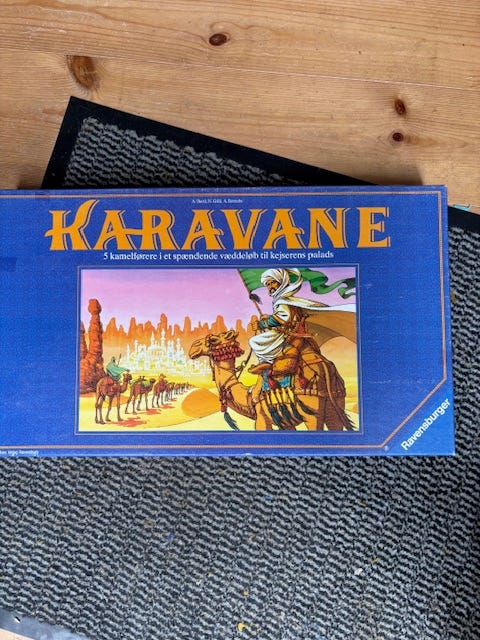 KARAVANE
5 kamelførere i et spændende væddeløb til kejserens palads
Ravensburger